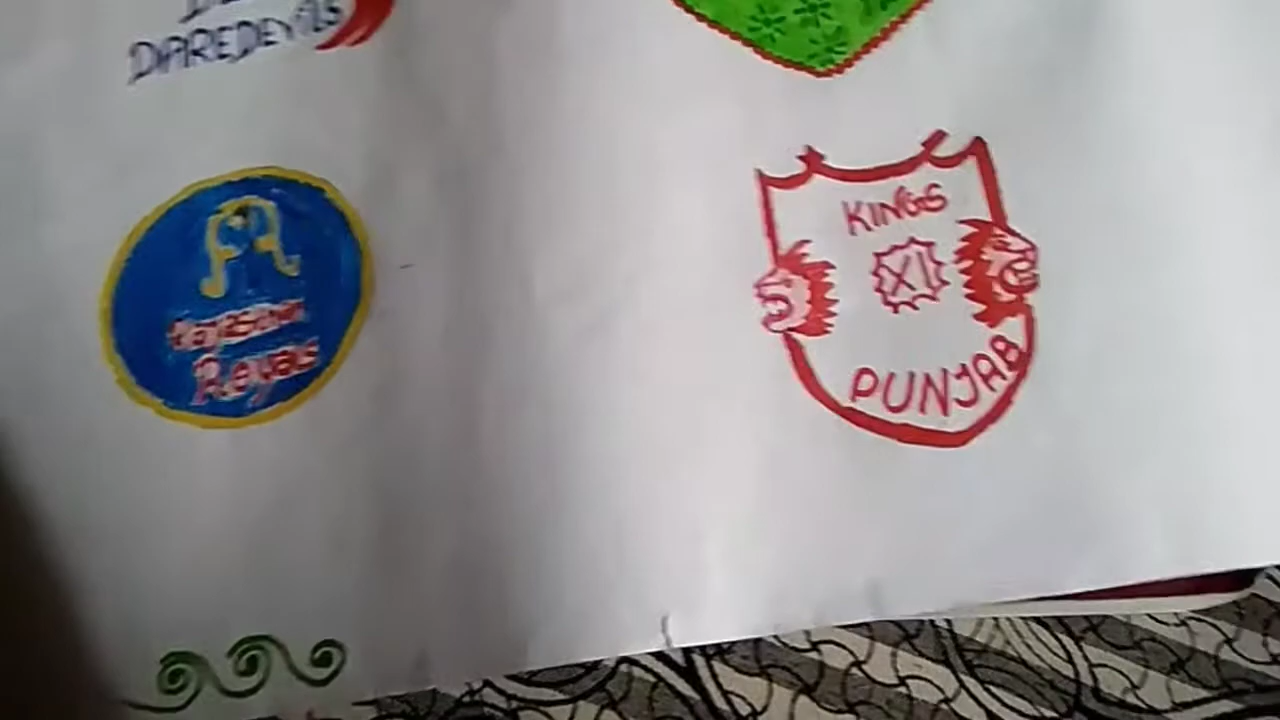 DAREDEVILS
Rajasthan
Royals
KINGS
XI
PUNJAB